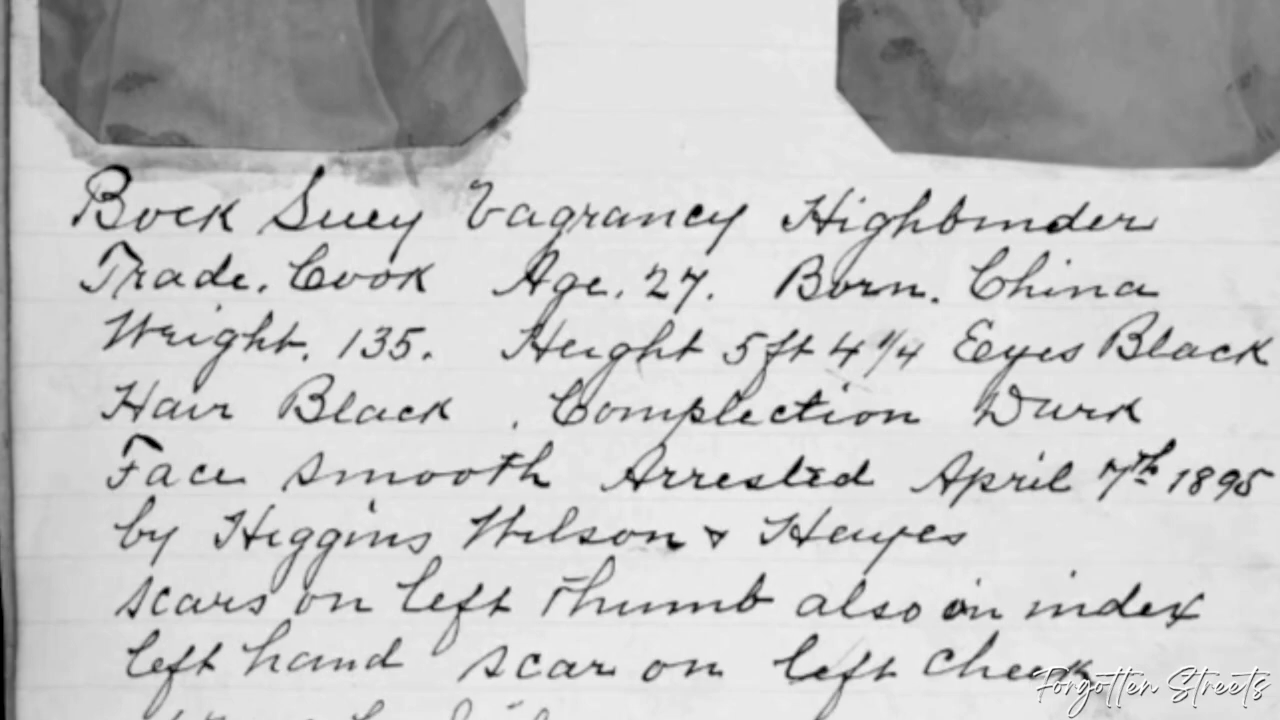 Bock Suey Vagrancy Highbinder
Trade. Cook Age. 27. Born. China
Weight. 135. Height 5ft 4 1/4 Eyes Black
Hair Black . Complection Dark
Face smooth Arrested April 7th 1895
by Higgins Wilson & Hayes
scars on left thumb also on index
left hand scar on left cheek
Forgotten Streets